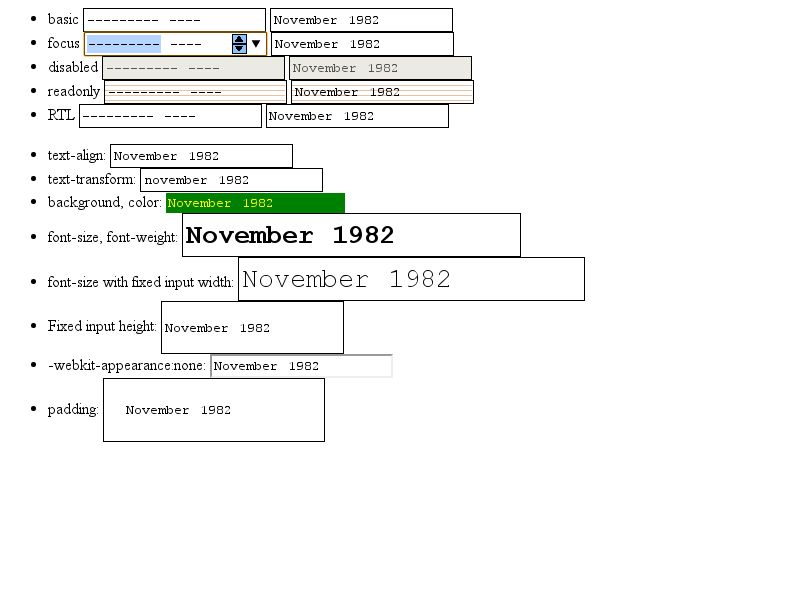 basic --------- ---- November 1982
focus --------- ---- November 1982
disabled --------- ---- November 1982
readonly --------- ---- November 1982
RTL --------- ---- November 1982
text-align: November 1982
text-transform: november 1982
background, color: November 1982
font-size, font-weight: November 1982
font-size with fixed input width: November 1982
Fixed input height: November 1982
-webkit-appearance:none: November 1982
padding: November 1982